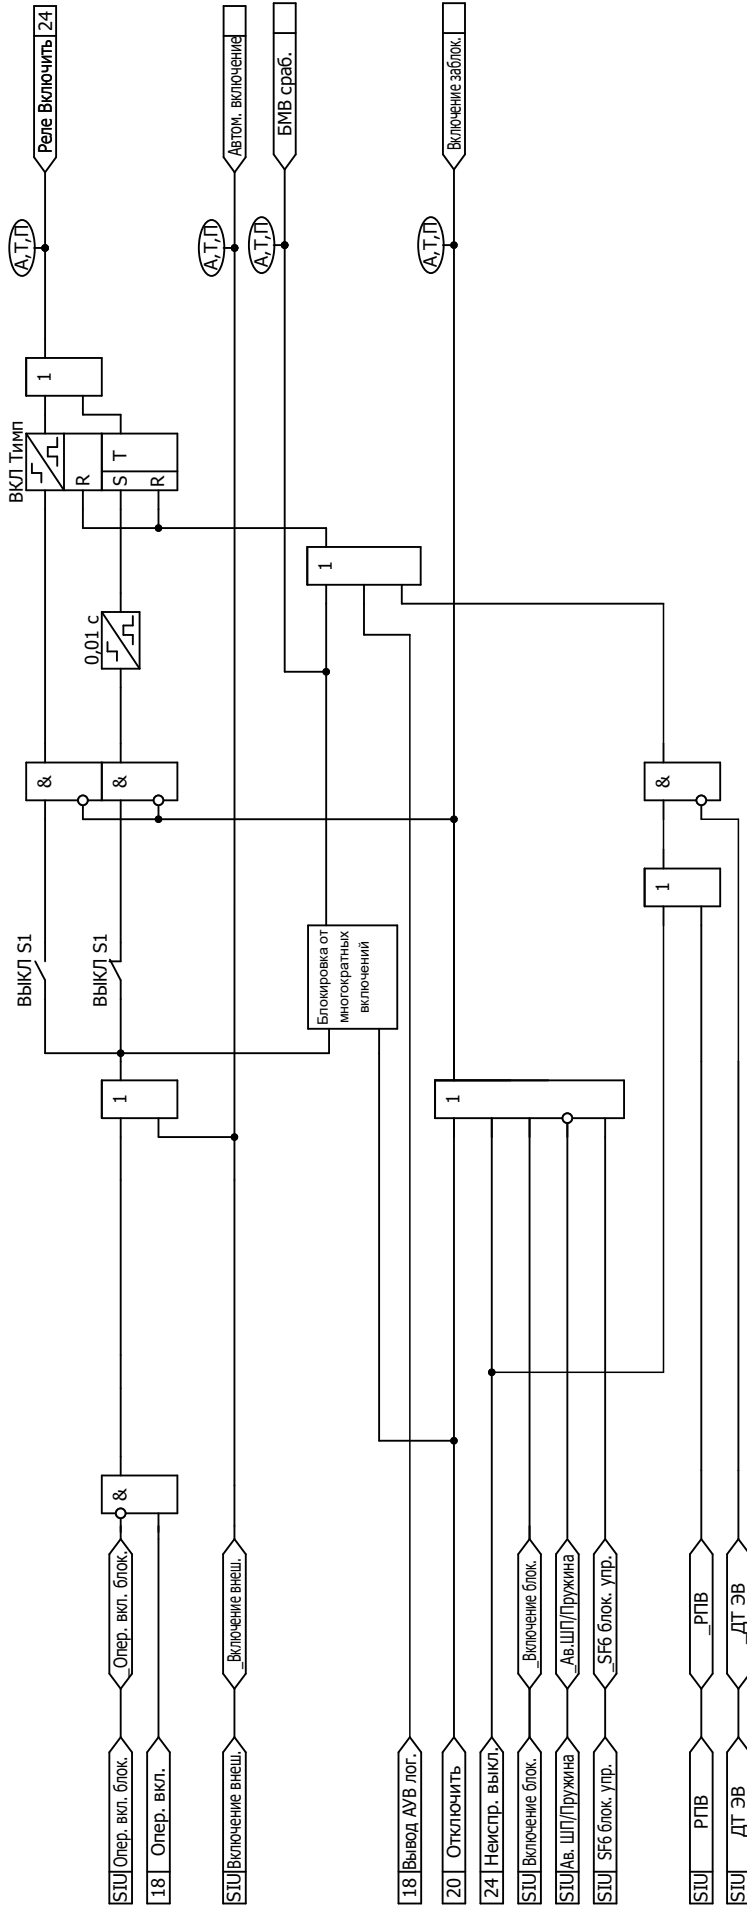 SIU Опер. вкл. блок.
_Опер. вкл. блок.
18 Опер. вкл.
&
1
ВЫКЛ S1
ВЫКЛ S1
&
&
0,01 с
ВКЛ Тимп
R
S T
R
1
А,Т,П
Реле Включить 24
SIU Включение внеш.
_Включение внеш.
А,Т,П
Автом. включение
Блокировка от
многократных
включений
1
А,Т,П
БМВ сраб.
18 Вывод АУВ лог.
20 Отключить
24 Неиспр. выкл.
SIU Включение блок.
_Включение блок.
SIU Ав. ШП/Пружина
_Ав.ШП/Пружина
SIU SF6 блок. упр.
_SF6 блок. упр.
1
А,Т,П
Включение заблок.
SIU РПВ
_РПВ
SIU ДТ ЭВ
_ДТ ЭВ
1
&